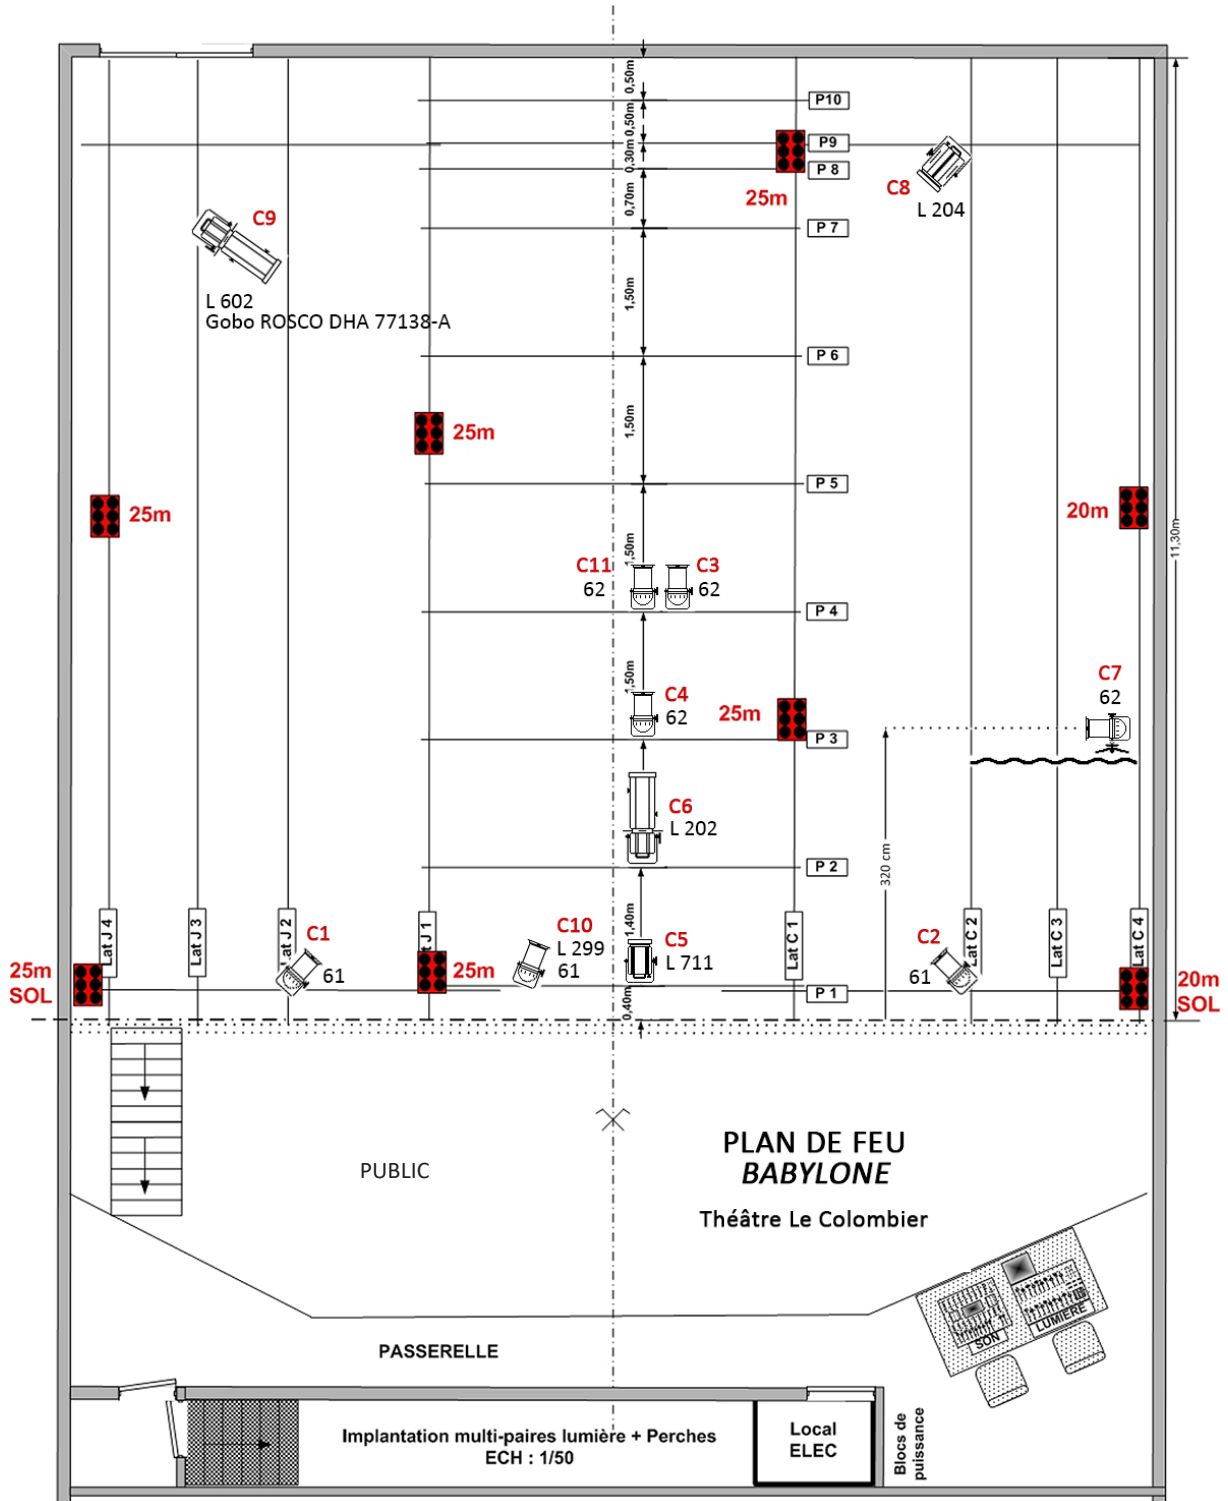 0,50m
P10
0,50m
P9
0,30m
P 8
25m
C8
L 204
0,70m
C9
P 7
L 602
Gobo ROSCO DHA 77138-A
1,50m
P 6
25m
1,50m
P 5
25m
20m
11,30m
1,50m
C11
62
C3
62
P 4
1,50m
C4
62
25m
P 3
C7
62
C6
L 202
P 2
320 cm
1,40m
Lat J 4
Lat J 3
Lat J 2
t J 1
Lat C 1
Lat C 2
Lat C 3
Lat C 4
C1
61
C10
L 299
61
C5
L 711
C2
61
25m
SOL
25m
20m
SOL
P 1
0,40m
PUBLIC
PLAN DE FEU
BABYLONE
Théâtre Le Colombier
SON
LUMIERE
PASSERELLE
Implantation multi-paires lumière + Perches
ECH : 1/50
Local
ELEC
Blocs de
puissance